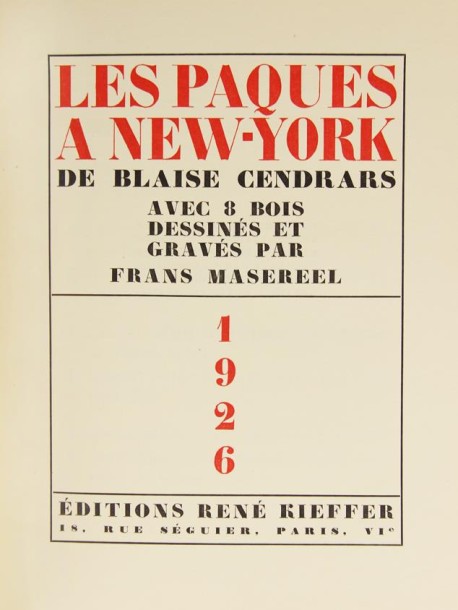 LES PAQUES
A NEW-YORK
DE BLAISE CENDRARS
AVEC 8 BOIS
DESSINÉS ET
GRAVÉS PAR
FRANS MASEREEL
1
9
2
6
ÉDITIONS RENÉ KIEFFER
18, RUE SÉGUIER, PARIS, VIᵉ